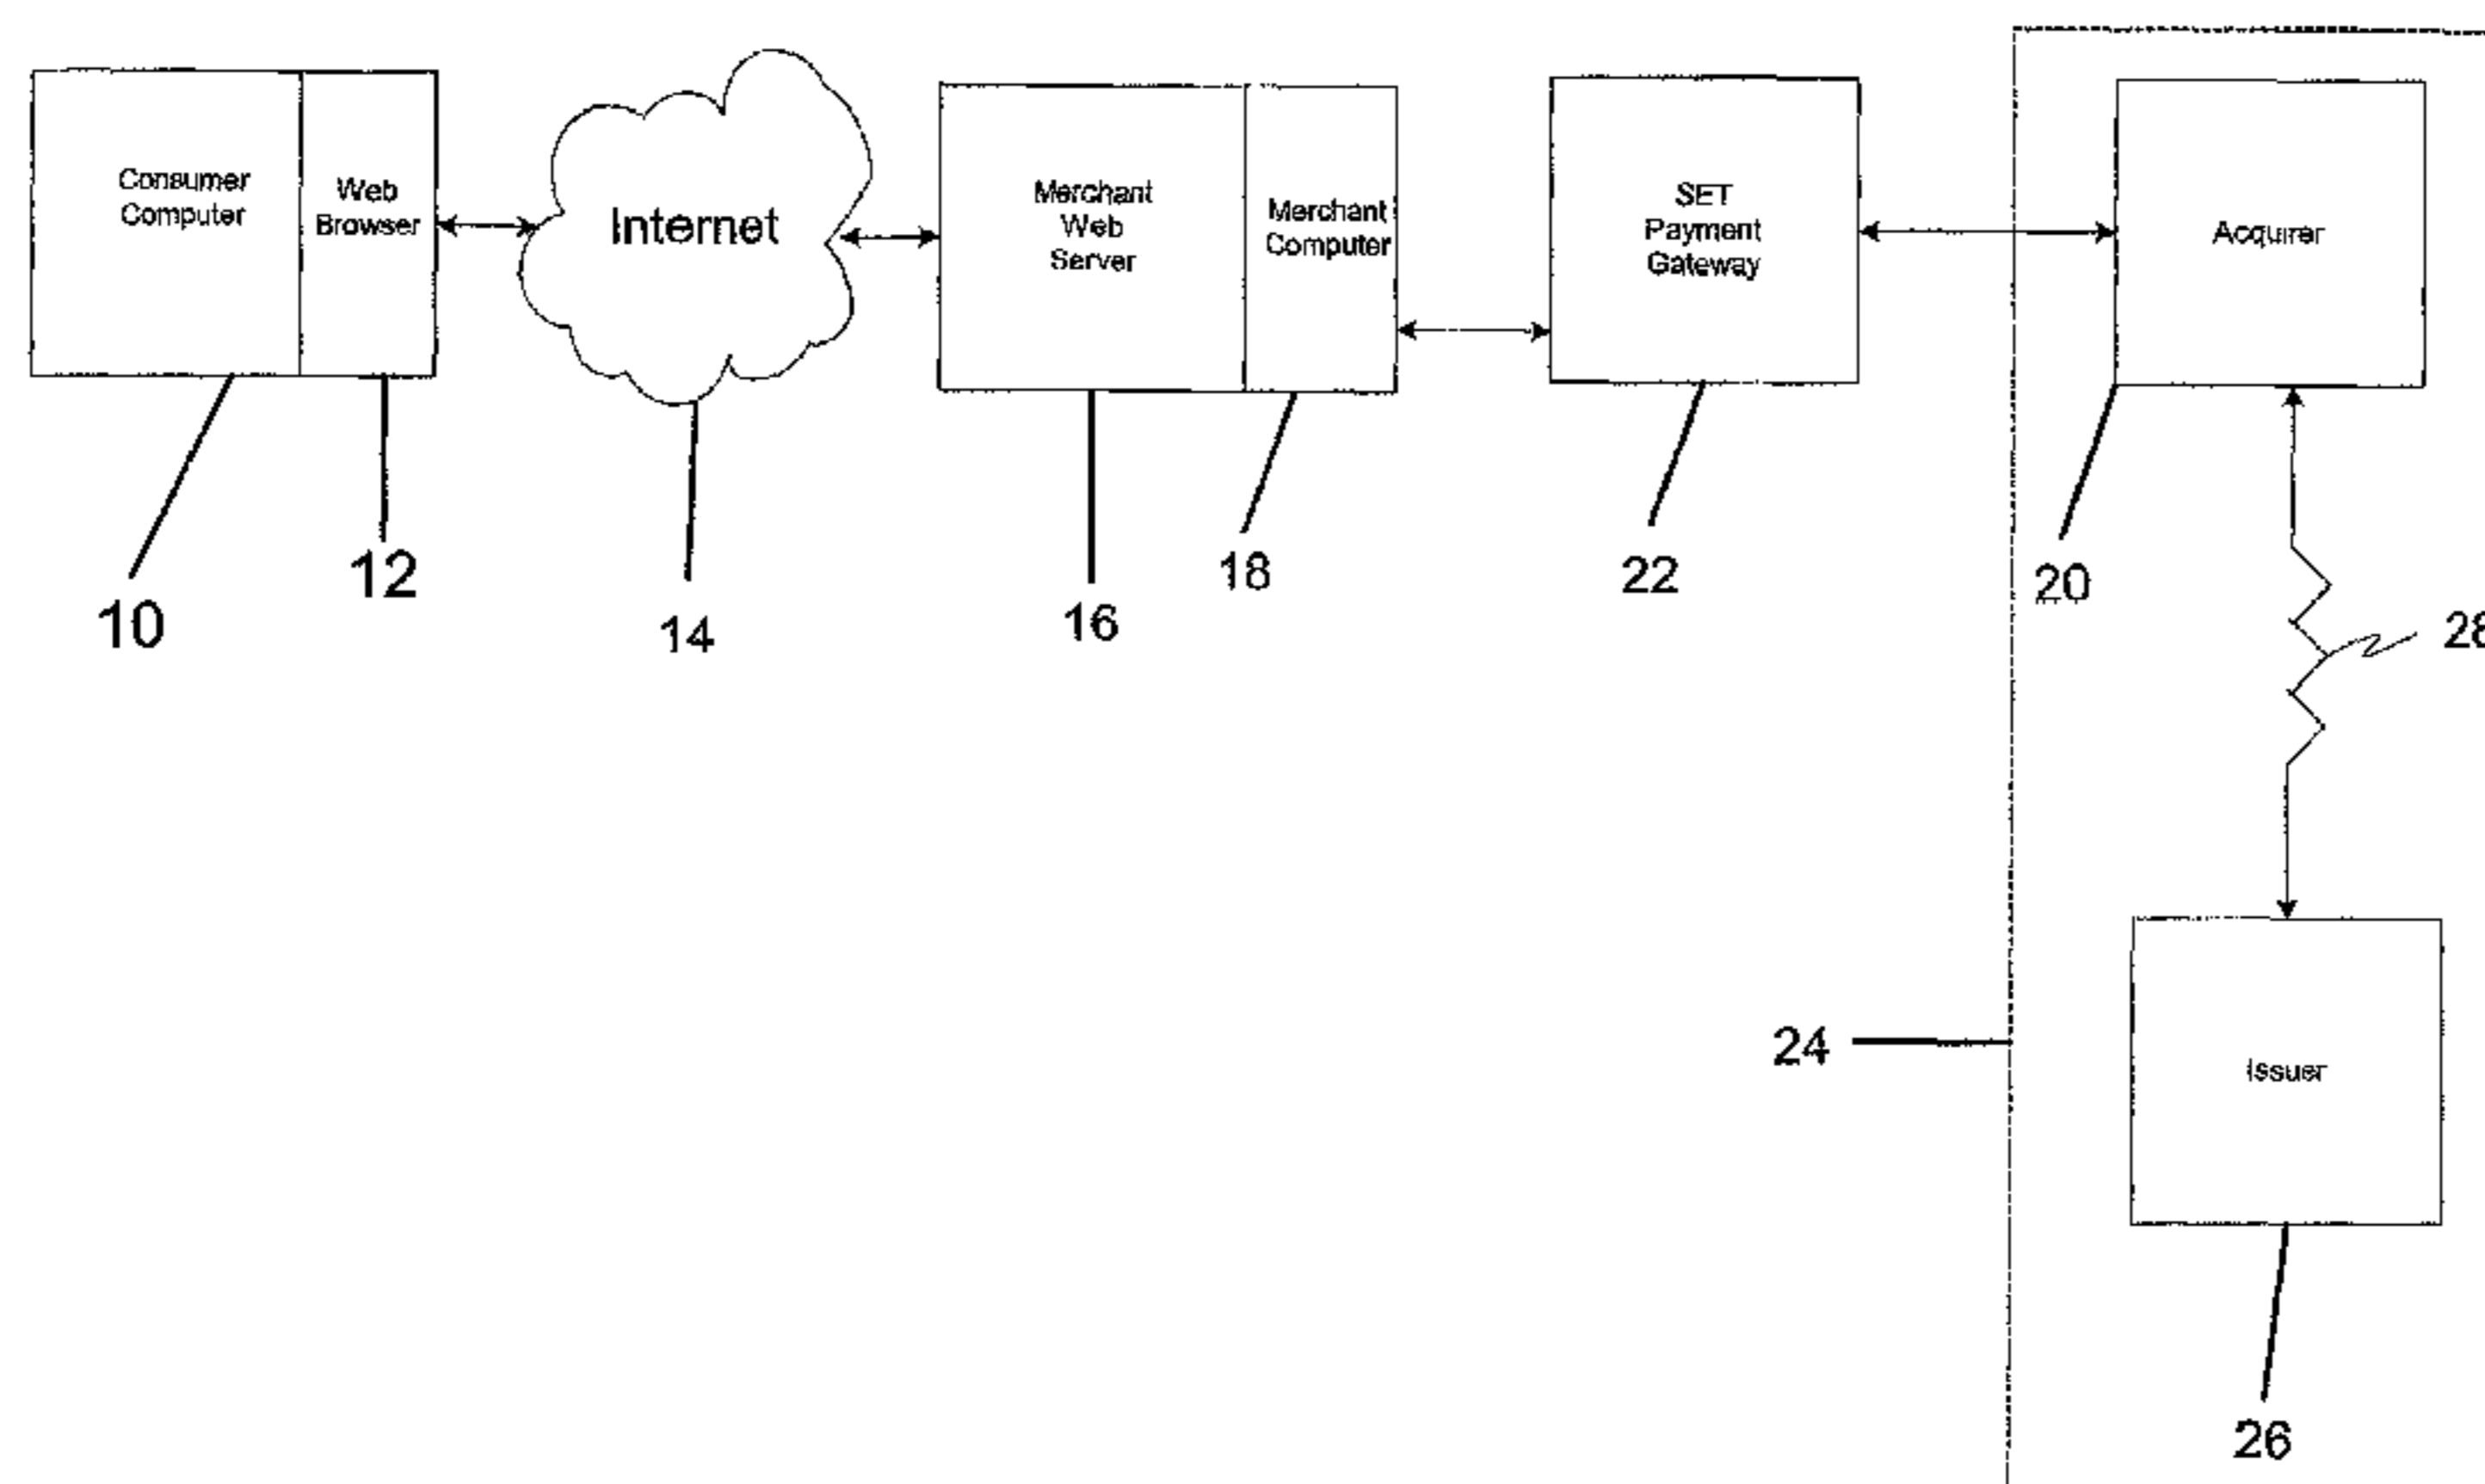 Consumer
Computer
Web
Browser
Internet
Merchant
Web
Server
Merchant
Computer
SET
Payment
Gateway
Acquirer
10
12
14
16
18
22
20
28
24
Issuer
26